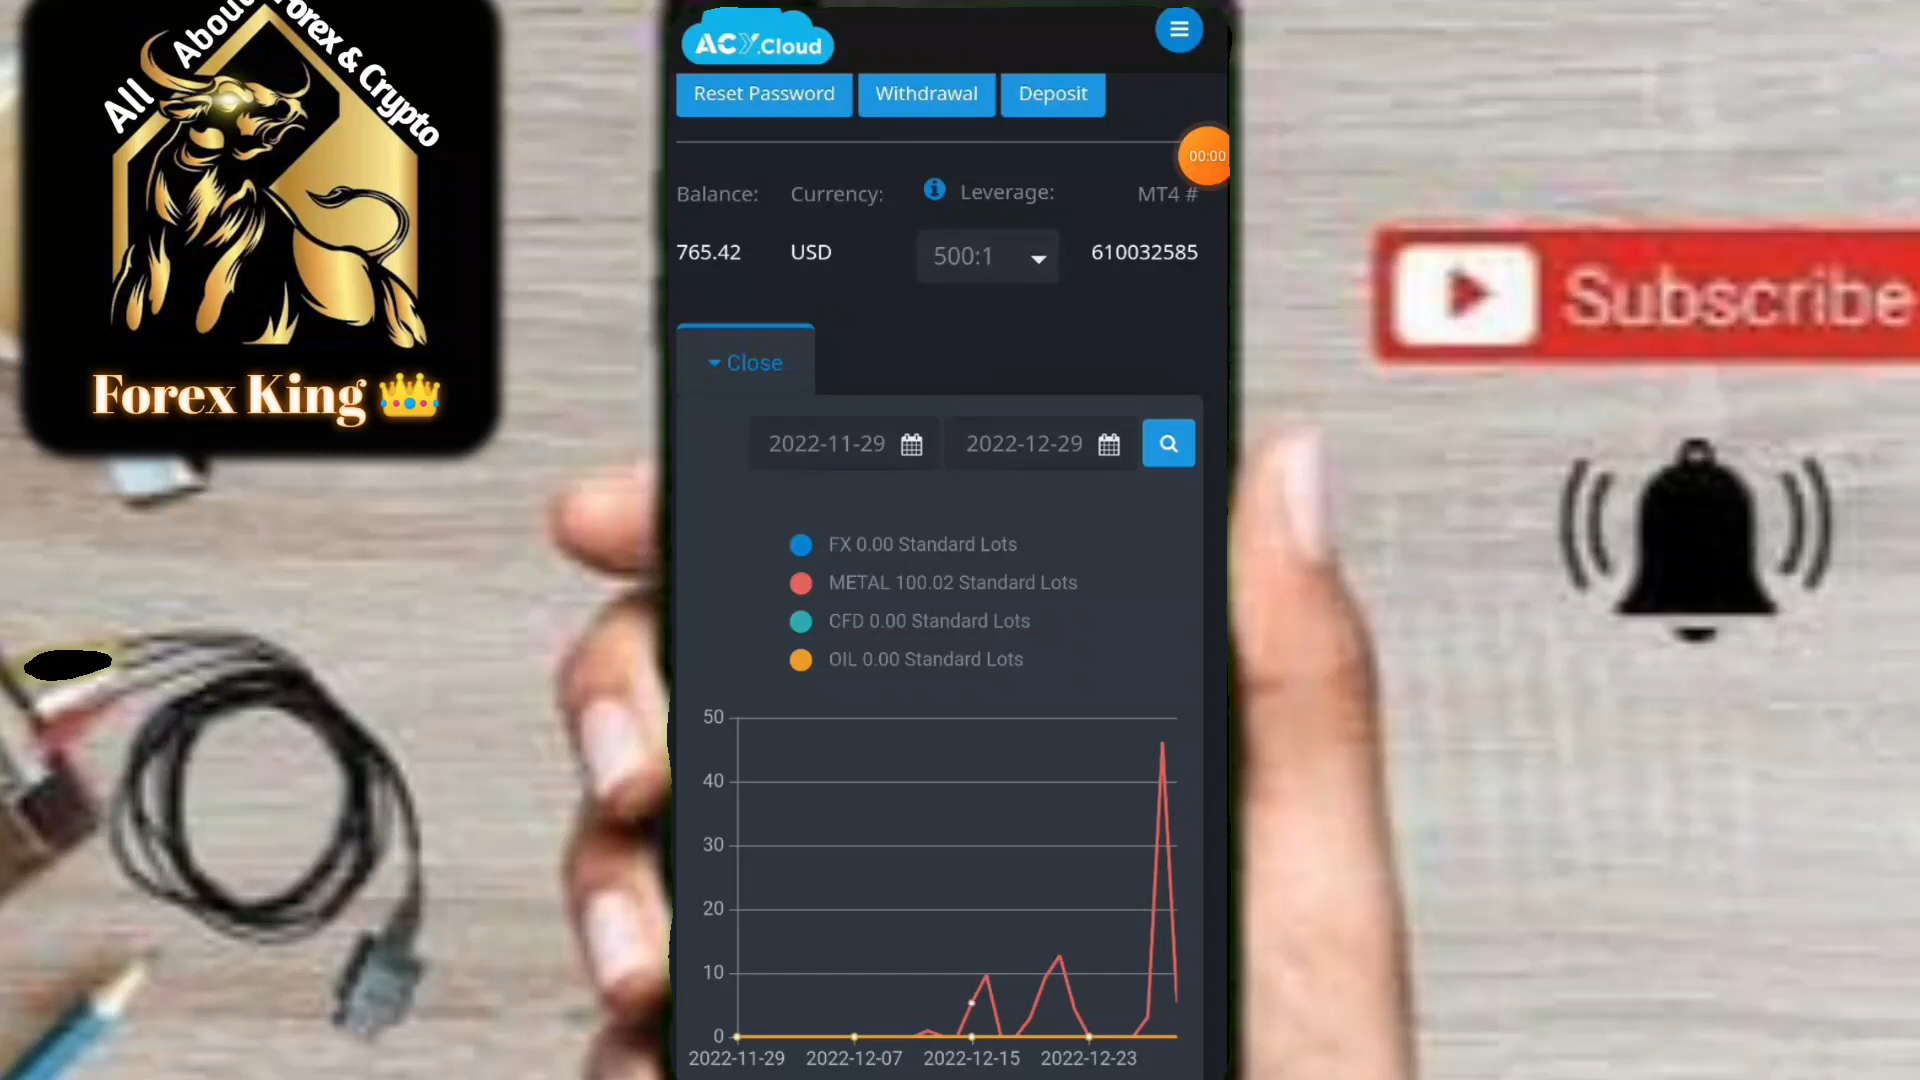 All About Forex & Crypto
Forex King
ACY.Cloud
Reset Password
Withdrawal
Deposit
00:00
Balance:
Currency:
Leverage:
MT4 #
765.42
USD
500:1
610032585
Close
2022-11-29
2022-12-29
FX 0.00 Standard Lots
METAL 100.02 Standard Lots
CFD 0.00 Standard Lots
OIL 0.00 Standard Lots
50
40
30
20
10
0
2022-11-29
2022-12-07
2022-12-15
2022-12-23
Subscribe